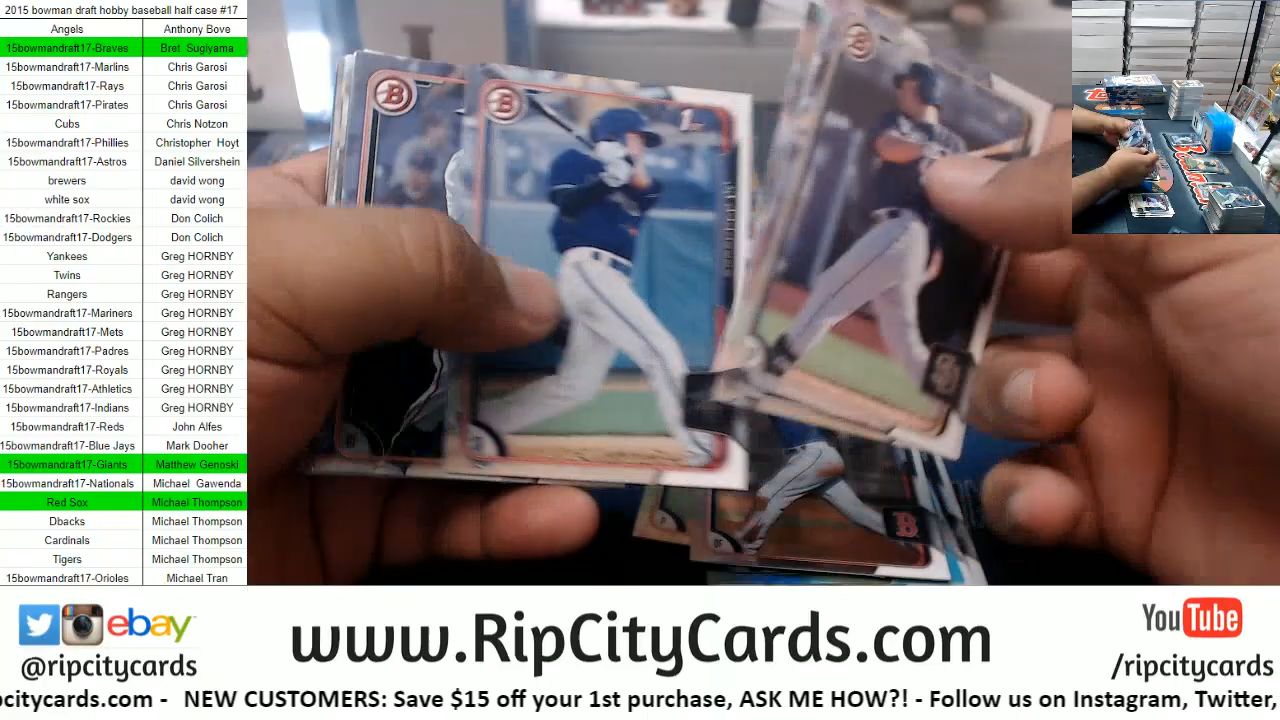 2015 bowman draft hobby baseball half case #17
Angels Anthony Bove
15bowmandraft17-Braves Bret Sugiyama
15bowmandraft17-Marlins Chris Garosi
15bowmandraft17-Rays Chris Garosi
15bowmandraft17-Pirates Chris Garosi
Cubs Chris Notzon
15bowmandraft17-Phillies Christopher Hoyt
15bowmandraft17-Astros Daniel Silvershein
brewers david wong
white sox david wong
15bowmandraft17-Rockies Don Colich
15bowmandraft17-Dodgers Don Colich
Yankees Greg HORNBY
Twins Greg HORNBY
Rangers Greg HORNBY
15bowmandraft17-Mariners Greg HORNBY
15bowmandraft17-Mets Greg HORNBY
15bowmandraft17-Padres Greg HORNBY
15bowmandraft17-Royals Greg HORNBY
15bowmandraft17-Athletics Greg HORNBY
15bowmandraft17-Indians Greg HORNBY
15bowmandraft17-Reds John Alfes
15bowmandraft17-Blue Jays Mark Dooher
15bowmandraft17-Giants Matthew Genoski
15bowmandraft17-Nationals Michael Gawenda
Red Sox Michael Thompson
Dbacks Michael Thompson
Cardinals Michael Thompson
Tigers Michael Thompson
15bowmandraft17-Orioles Michael Tran
B
B
B
ebay
@ripcitycards
www.RipCityCards.com
YouTube
/ripcitycards
pcitycards.com - NEW CUSTOMERS: Save $15 off your 1st purchase, ASK ME HOW?! - Follow us on Instagram, Twitter,